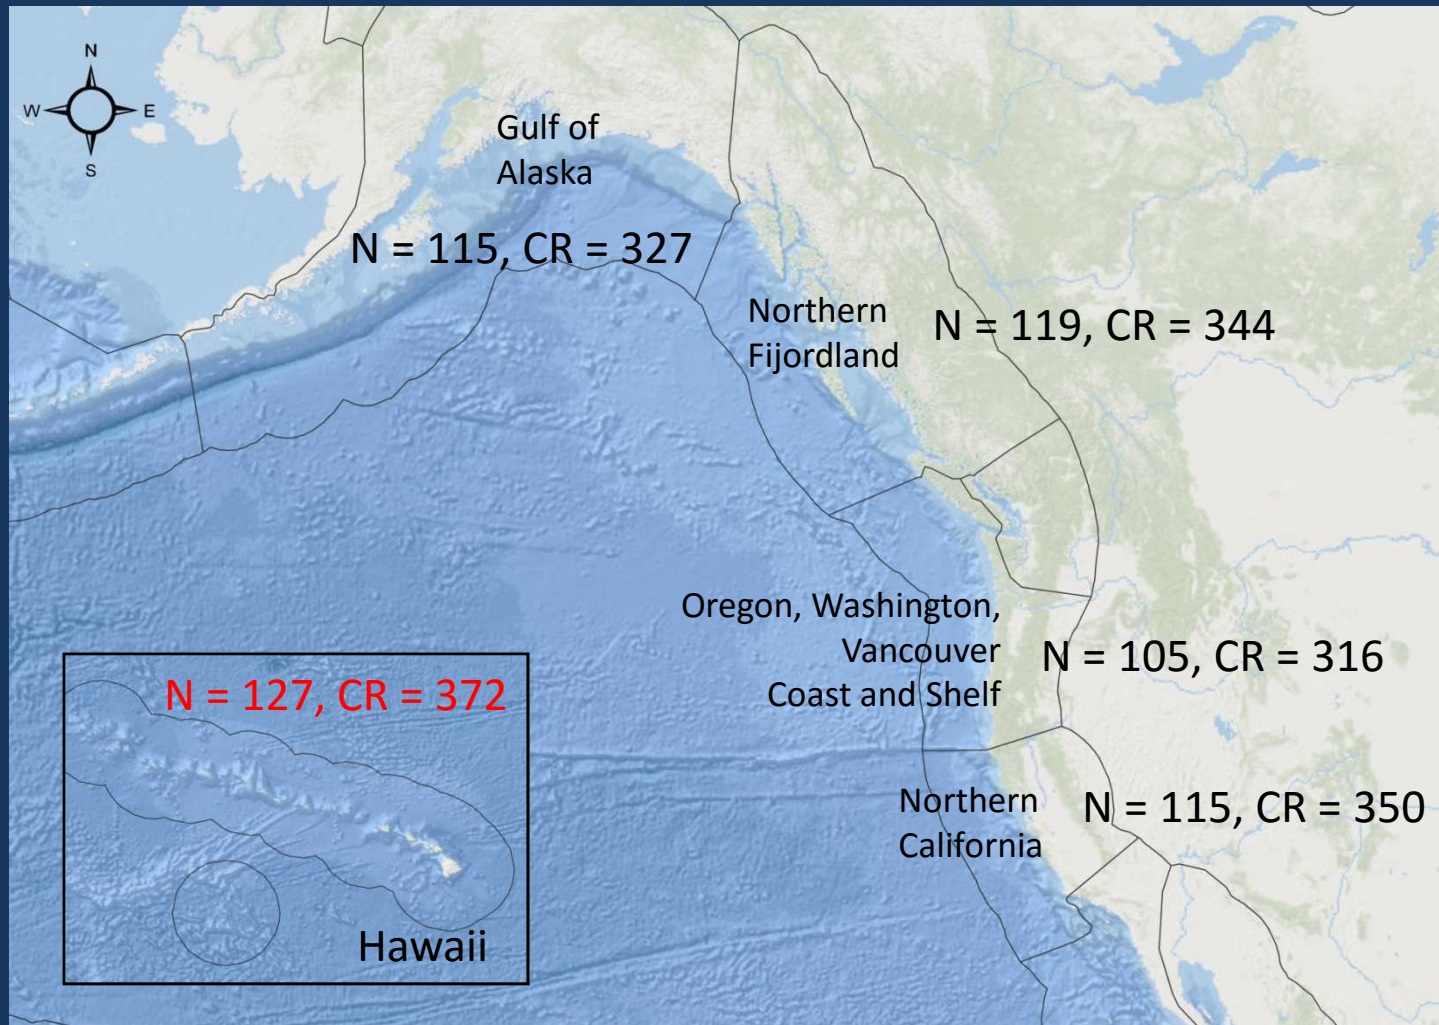 N
W
E
S
Gulf of
Alaska
N = 115, CR = 327
Northern
Fijordland
N = 119, CR = 344
Oregon, Washington,
Vancouver
Coast and Shelf
N = 105, CR = 316
N = 127, CR = 372
Northern
California
N = 115, CR = 350
Hawaii